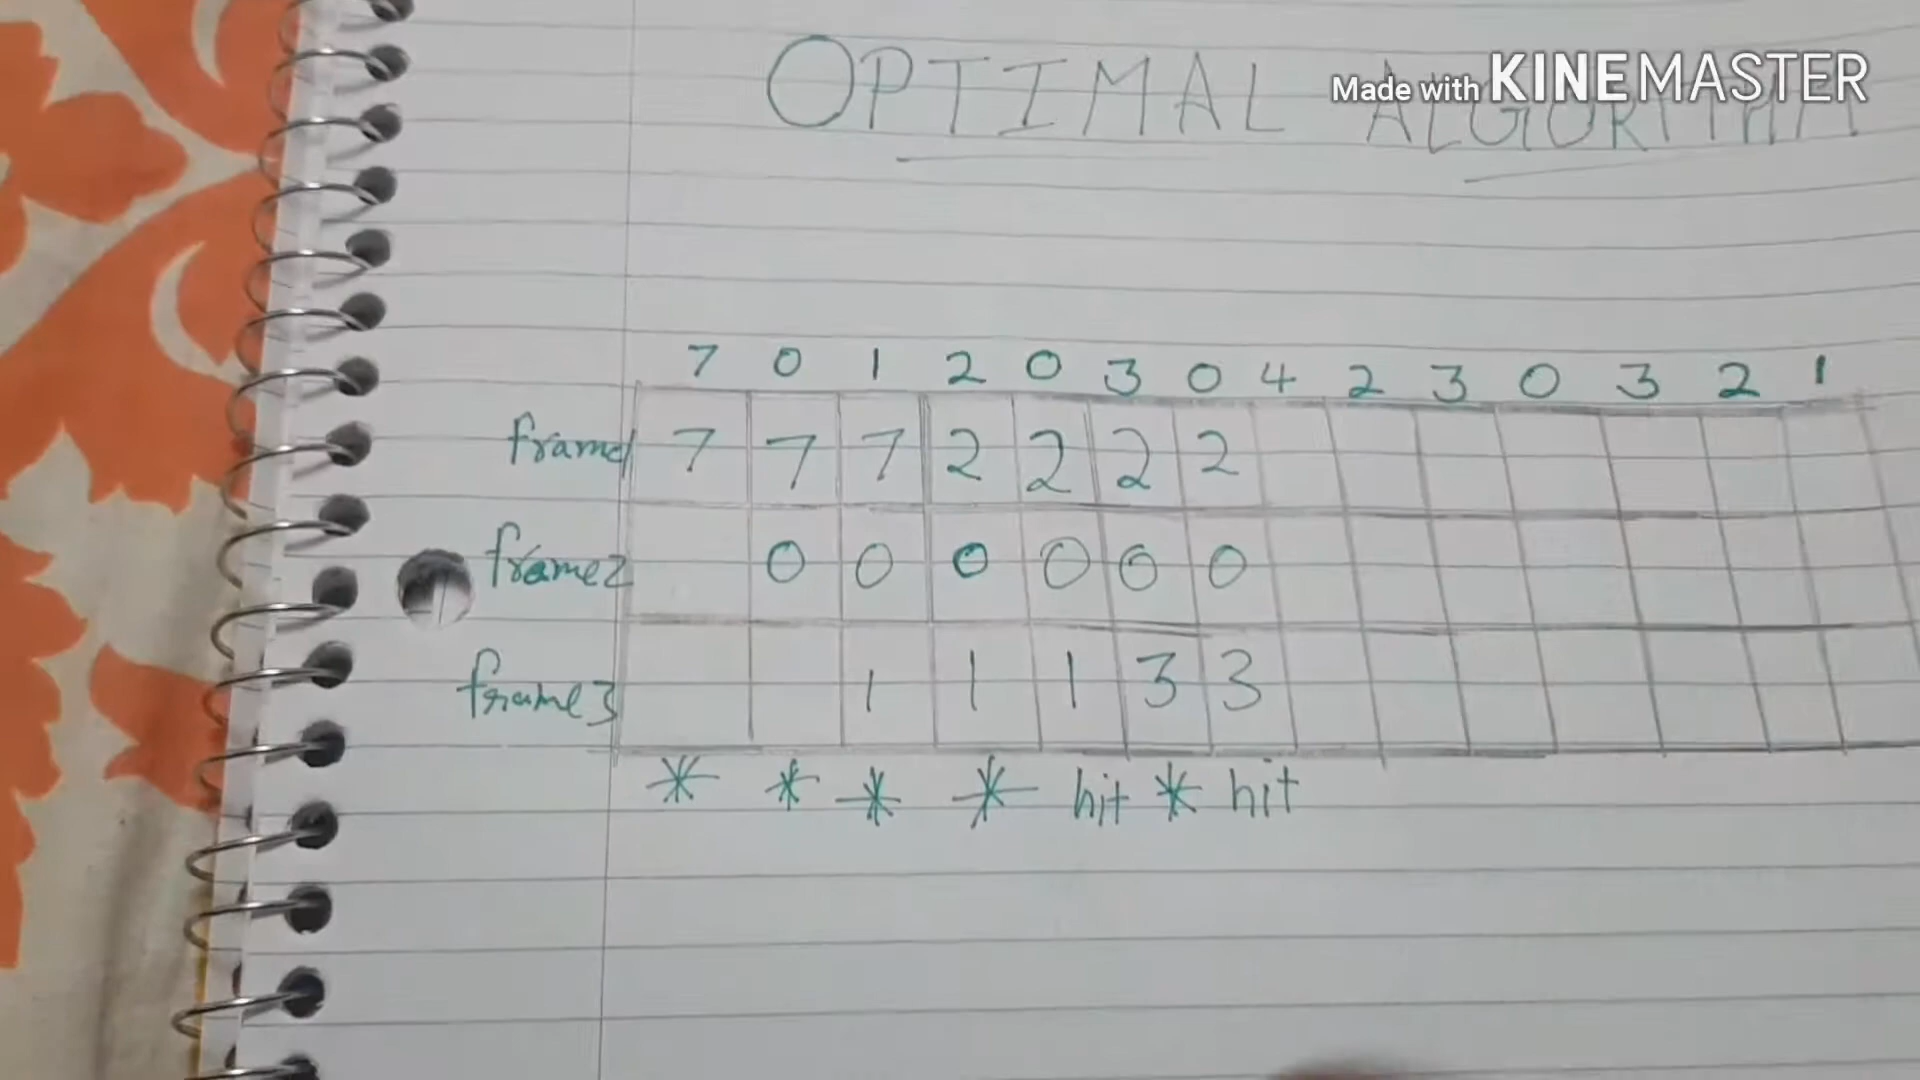 OPTIMAL ALGORITHM
Made with KINEMASTER
7 0 1 2 0 3 0 4 2 3 0 3 2 1
frame1 7 7 7 2 2 2 2
frame2 0 0 0 0 0 0
frame3 1 1 1 3 3
* * * * hit * hit